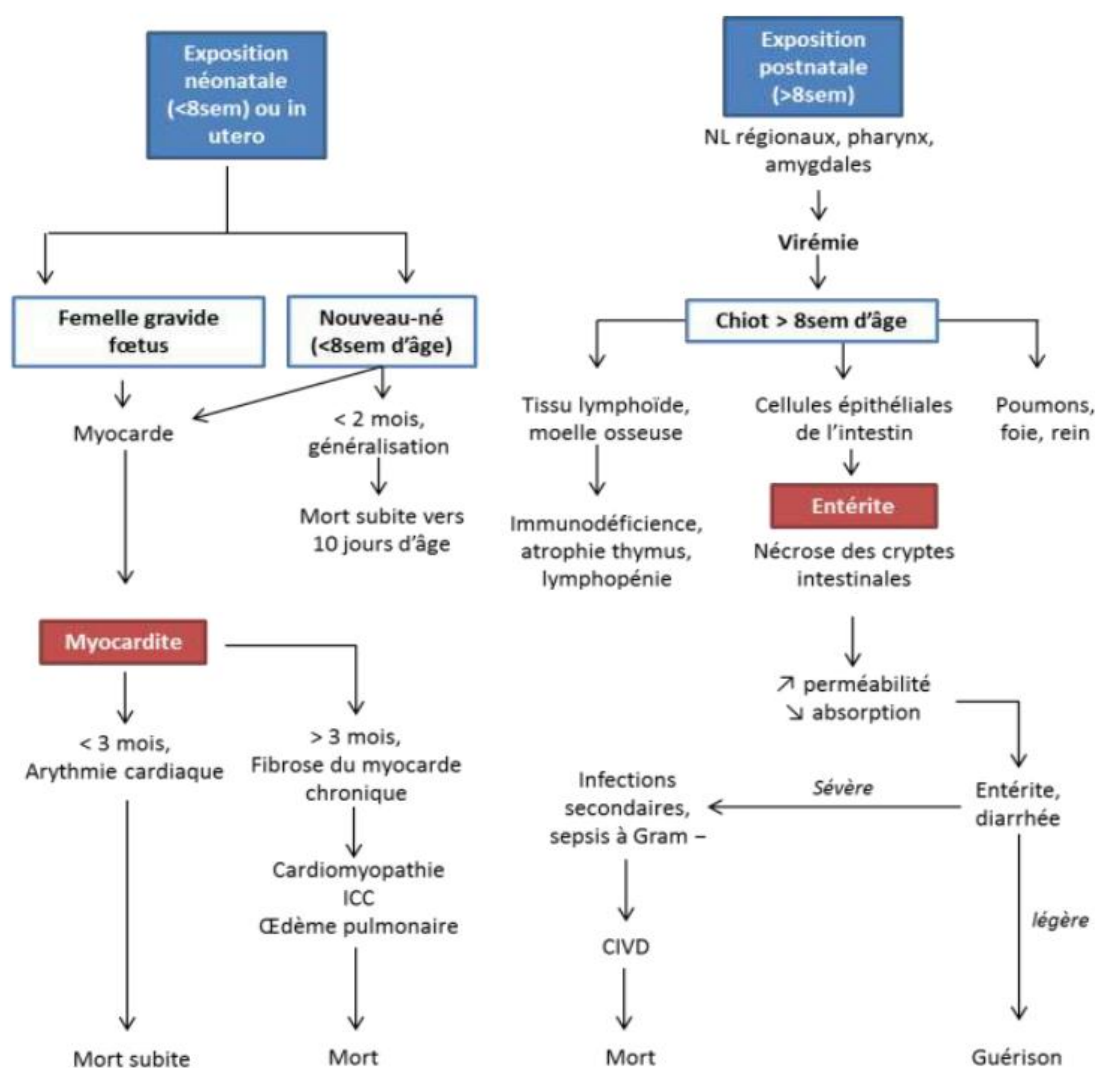 Exposition
néonatale
(<8sem) ou in
utero
Femelle gravide
fœtus
Nouveau-né
(<8sem d'âge)
Myocarde
< 2 mois,
généralisation
Mort subite vers
10 jours d'âge
Myocardite
< 3 mois,
Arythmie cardiaque
> 3 mois,
Fibrose du myocarde
chronique
Cardiomyopathie
ICC
Œdème pulmonaire
Mort subite
Mort
Exposition
postnatale
(>8sem)
NL régionaux, pharynx,
amygdales
Virémie
Chiot > 8sem d'âge
Tissu lymphoïde,
moelle osseuse
Immunodéficience,
atrophie thymus,
lymphopénie
Cellules épithéliales
de l'intestin
Poumons,
foie, rein
Entérite
Nécrose des cryptes
intestinales
↗ perméabilité
↘ absorption
Entérite,
diarrhée
Sévère
Infections
secondaires,
sepsis à Gram –
CIVD
Mort
légère
Guérison